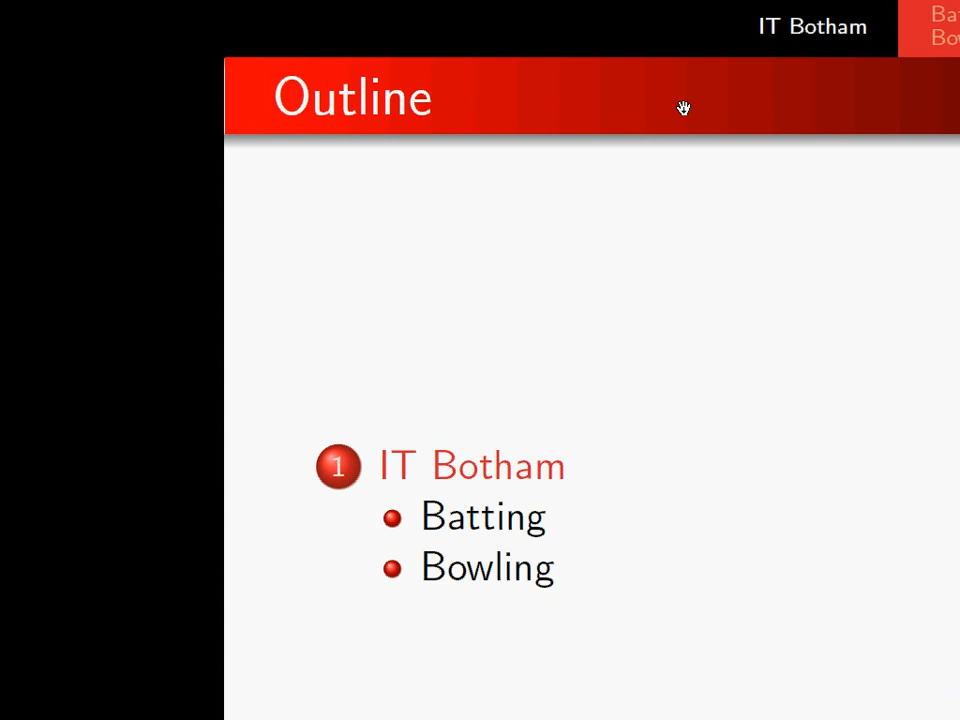 IT Botham
Outline
1 IT Botham
Batting
Bowling